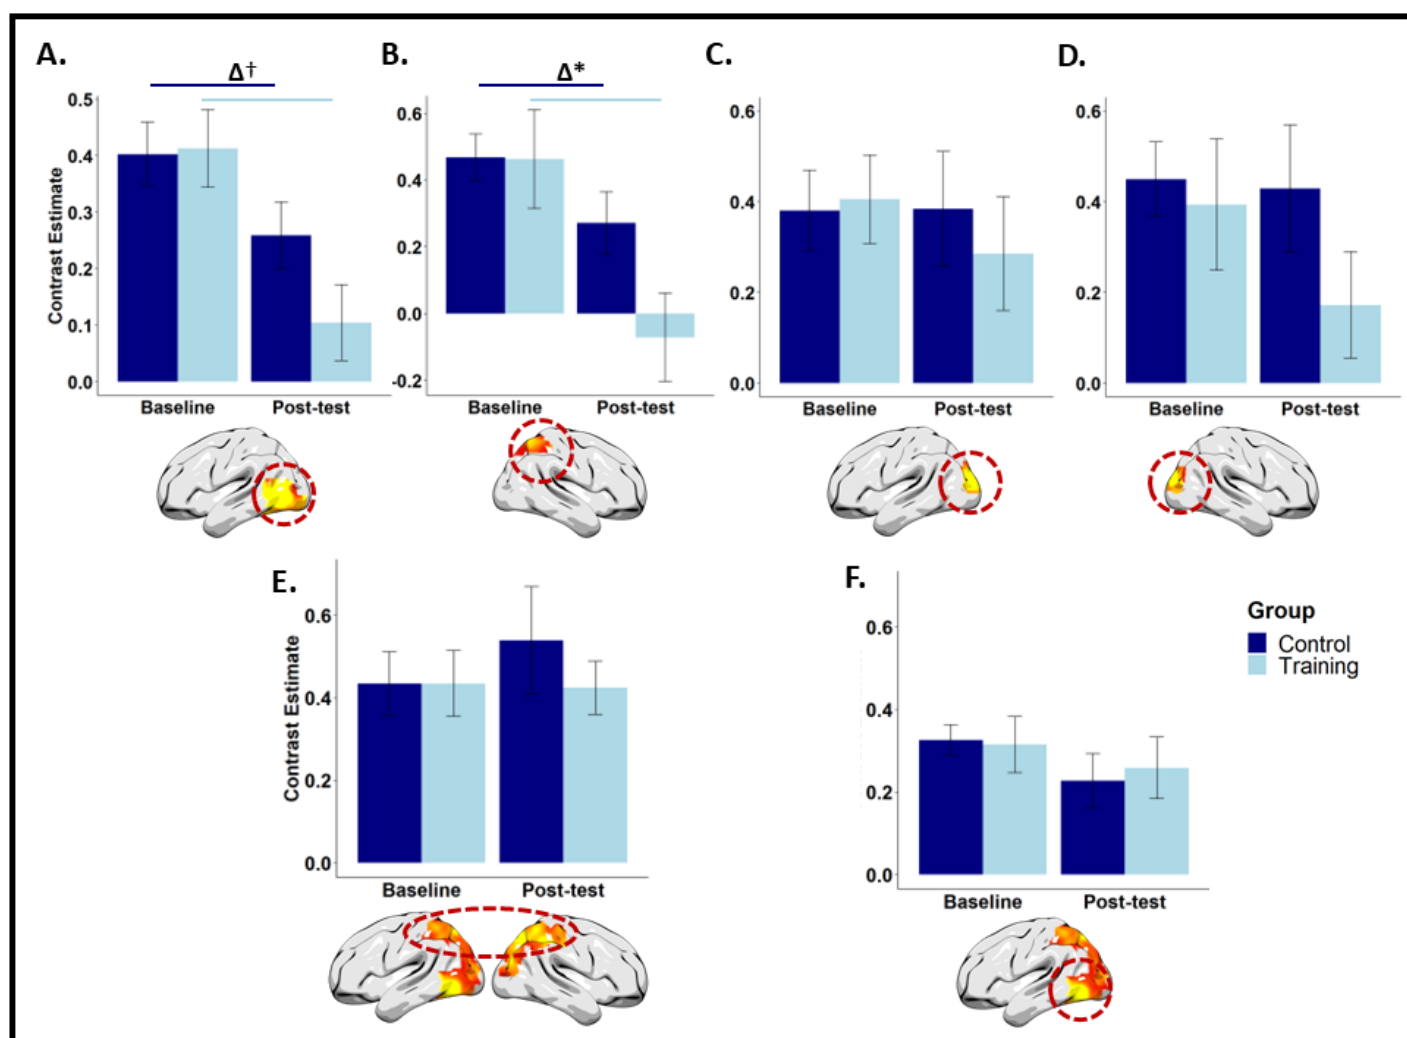 A.
B.
C.
D.
Δ†
Δ*
Contrast Estimate
0.5
0.4
0.3
0.2
0.1
0.0
Baseline Post-test
0.6
0.4
0.2
0.0
-0.2
Baseline Post-test
0.6
0.4
0.2
0.0
Baseline Post-test
0.6
0.4
0.2
0.0
Baseline Post-test
E.
Contrast Estimate
0.6
0.4
0.2
0.0
Baseline Post-test
F.
0.6
0.4
0.2
0.0
Baseline Post-test
Group
Control
Training